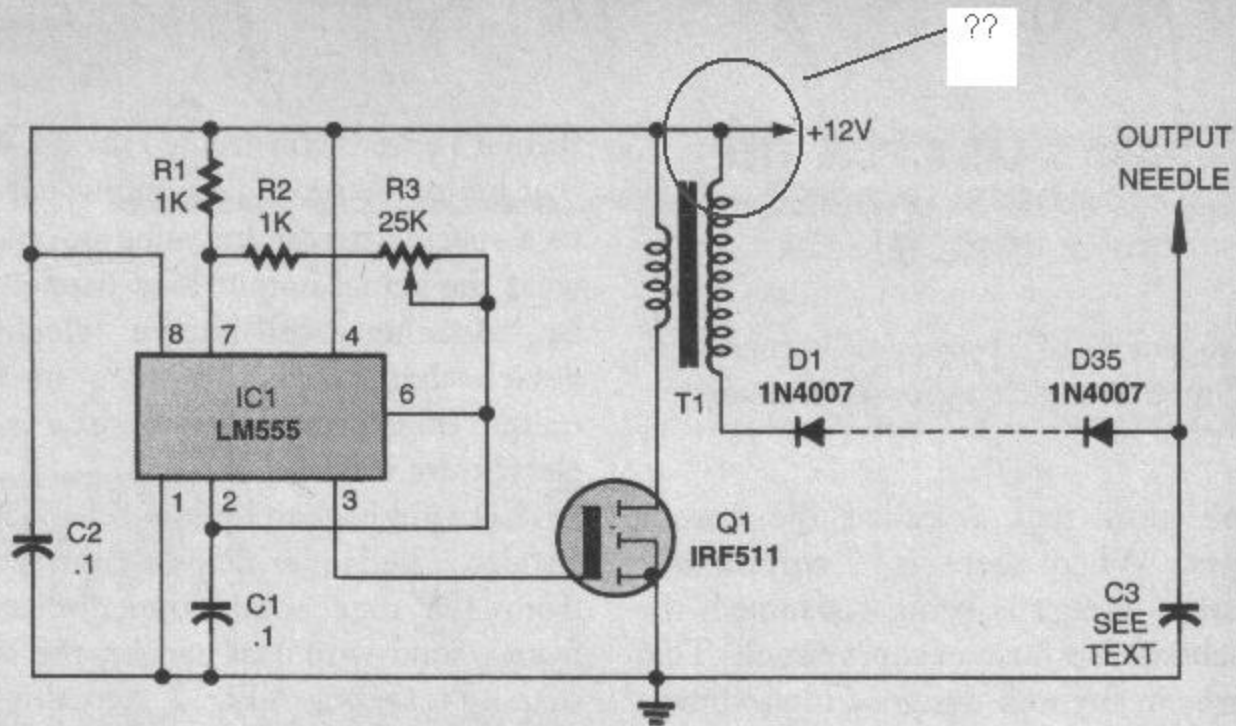 ??
+12V
OUTPUT
NEEDLE
R1
1K
R2
1K
R3
25K
8
7
4
IC1
LM555
6
1
2
3
T1
D1
1N4007
D35
1N4007
Q1
IRF511
C2
.1
C1
.1
C3
SEE
TEXT